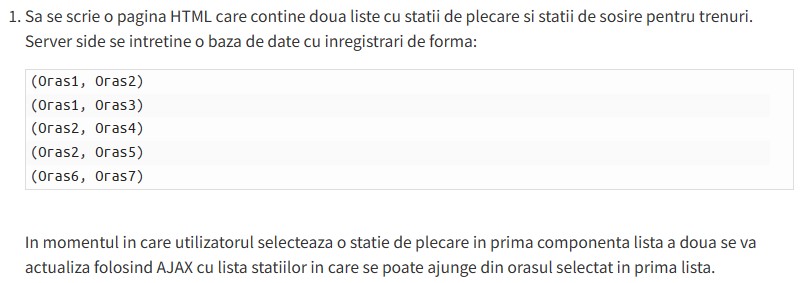 1. Sa se scrie o pagina HTML care contine doua liste cu statii de plecare si statii de sosire pentru trenuri.
Server side se intretine o baza de date cu inregistrari de forma:
(Oras1, Oras2)
(Oras1, Oras3)
(Oras2, Oras4)
(Oras2, Oras5)
(Oras6, Oras7)
In momentul in care utilizatorul selecteaza o statie de plecare in prima componenta lista a doua se va
actualiza folosind AJAX cu lista statiilor in care se poate ajunge din orasul selectat in prima lista.